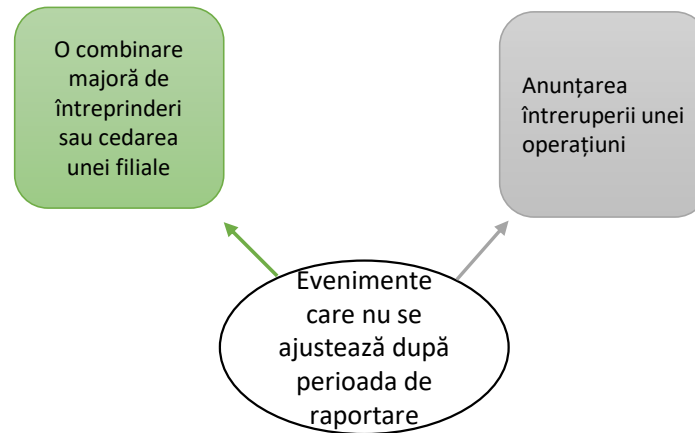 O combinare
majoră de
întreprinderi
sau cedarea
unei filiale
Anunțarea
întreruperii unei
operațiuni
Evenimente
care nu se
ajustează după
perioada de
raportare